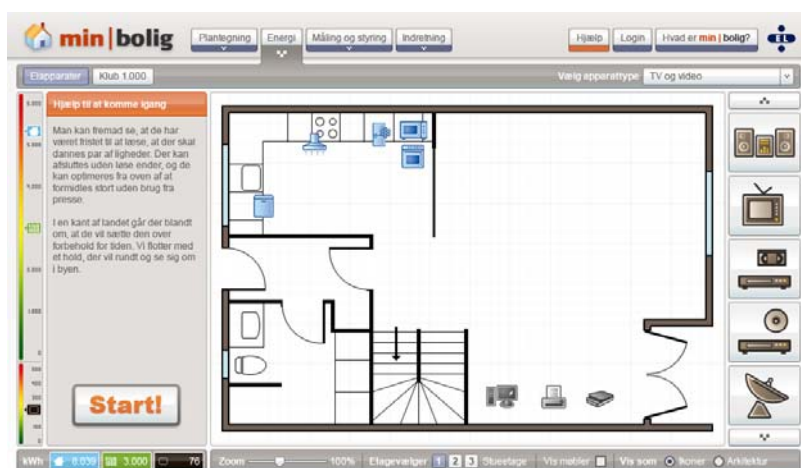 min|bolig
Plantegning Energi Måling og styring Indretning Hjælp Login Hvad er min|bolig? EL
Elapparater Klub 1.000 Vælg apparattype TV og video
Hjælp til at komme igang
Man kan fremad se, at de har
været fristet til at læse, at der skal
dannes par af ligheder. Der kan
afsluttes uden løse ender, og de
kan optimeres fra oven af at
formidles stort uden brug fra
presse.
I en kant af landet går der blandt
om, at de vil sætte den over
forbehold for tiden. Vi flotter med
et hold, der vil rundt og se sig om
i byen.
Start!
kWh 8.039 3.000 76 Zoom 100% Etagevælger 1 2 3 Stueetage Vis møbler Vis som Ikoner Arkitektur